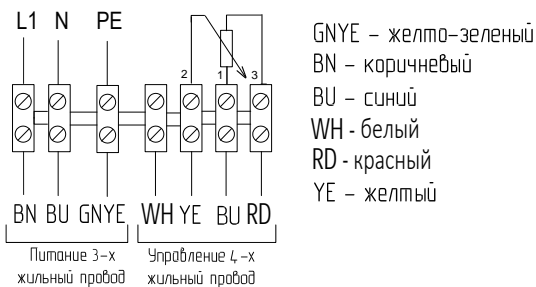 L1 N PE
2 1 3
BN BU GNYE WH YE BU RD
Питание 3-х
жильный провод
Управление 4-х
жильный провод
GNYE – желто-зеленый
BN – коричневый
BU – синий
WH - белый
RD - красный
YE – желтый